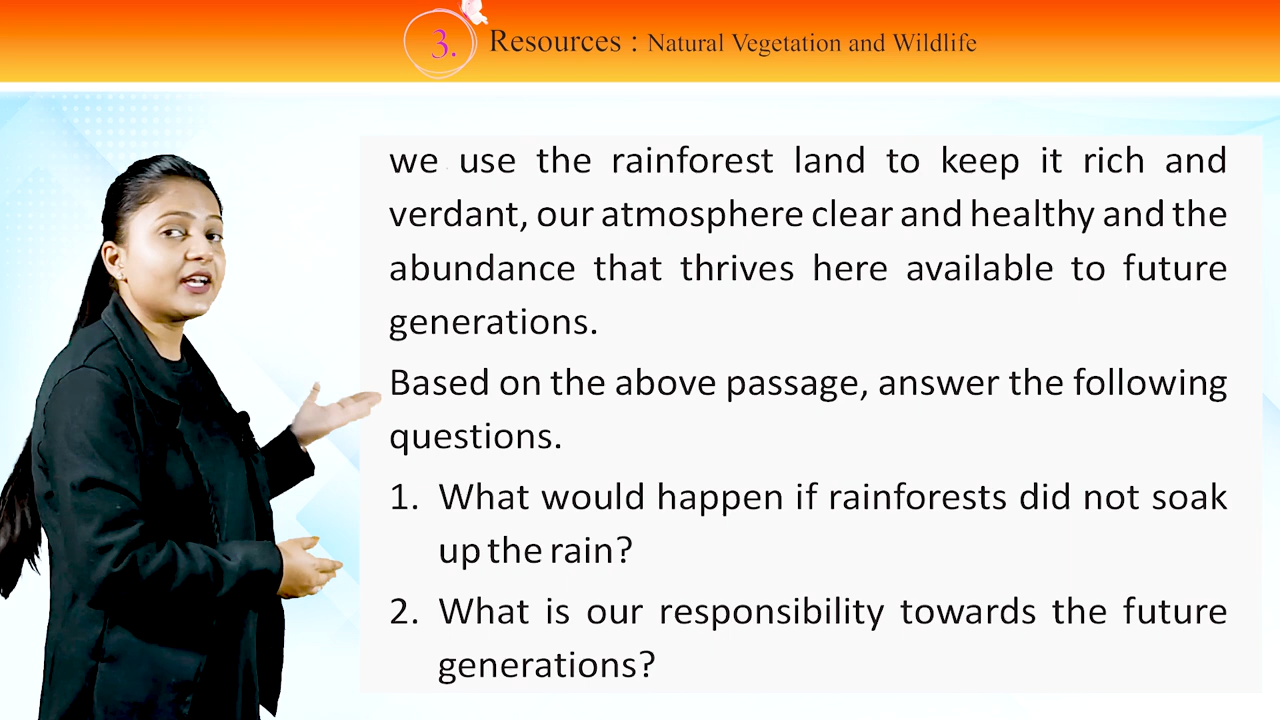 3. Resources : Natural Vegetation and Wildlife
we use the rainforest land to keep it rich and
verdant, our atmosphere clear and healthy and the
abundance that thrives here available to future
generations.
Based on the above passage, answer the following
questions.
1. What would happen if rainforests did not soak
up the rain?
2. What is our responsibility towards the future
generations?